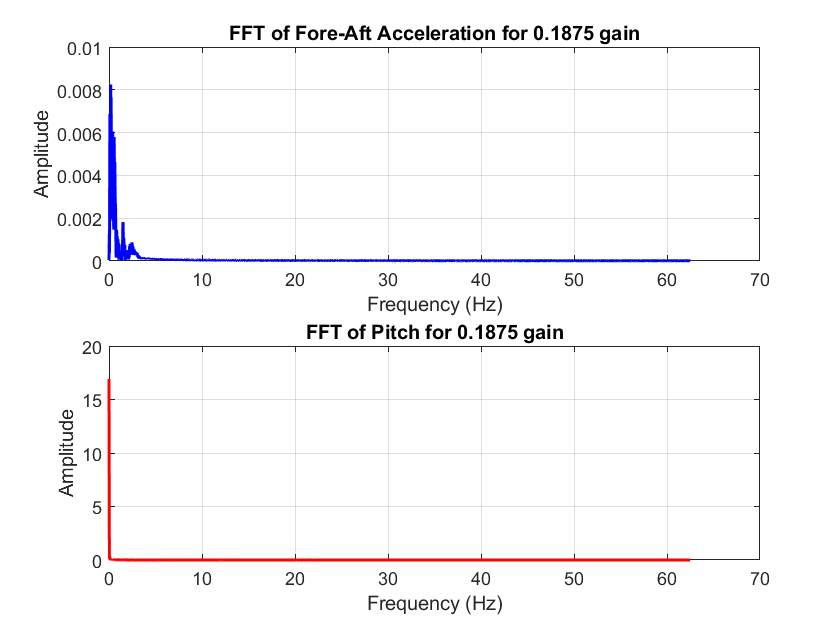 FFT of Fore-Aft Acceleration for 0.1875 gain
0.01
0.008
0.006
0.004
0.002
0
Amplitude
0 10 20 30 40 50 60 70
Frequency (Hz)
FFT of Pitch for 0.1875 gain
20
15
10
5
0
Amplitude
0 10 20 30 40 50 60 70
Frequency (Hz)